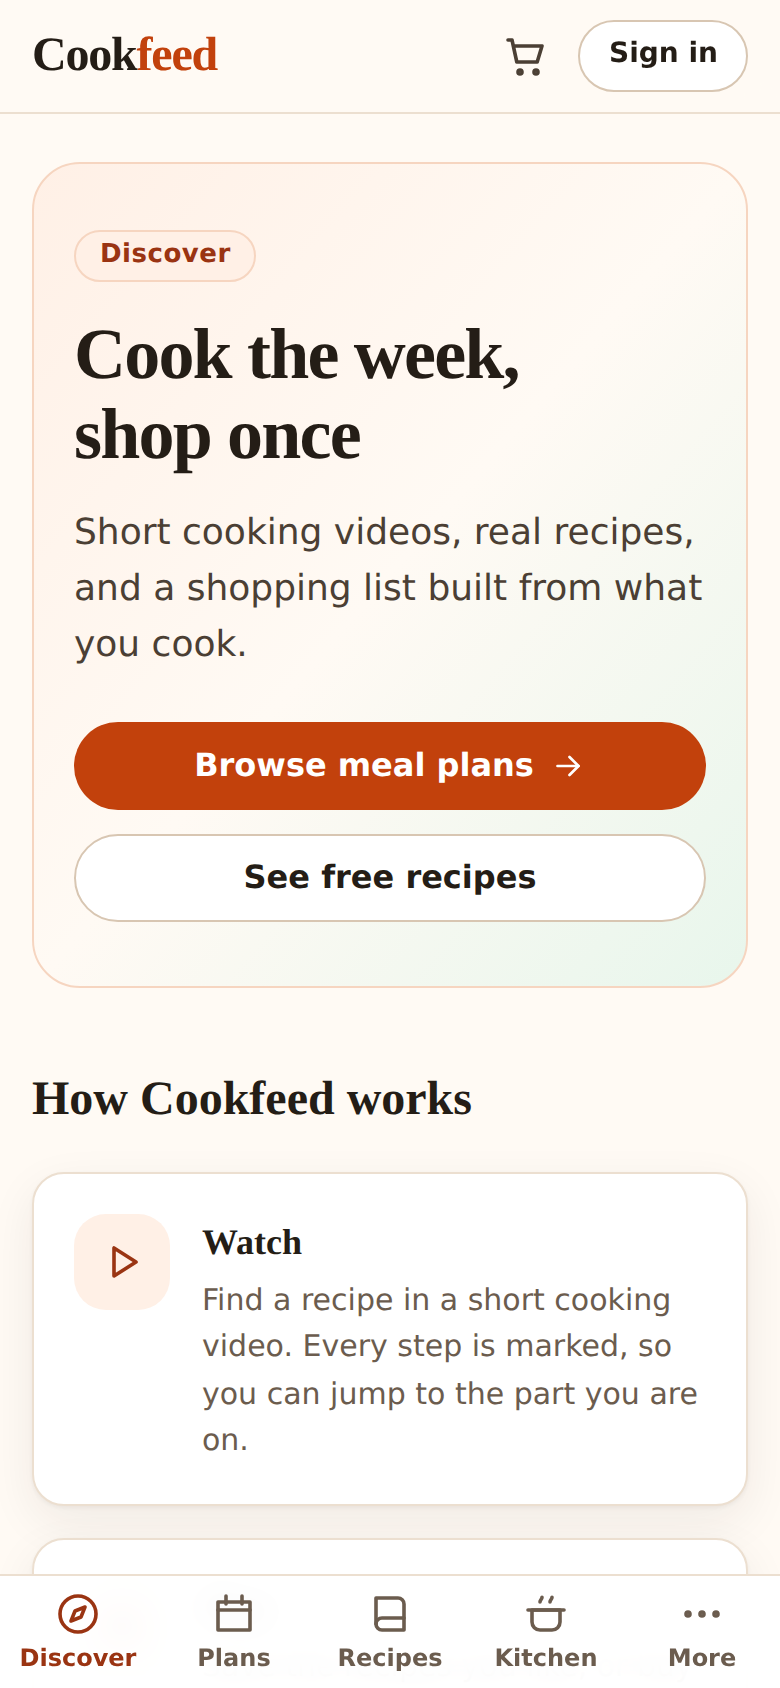 Cookfeed
Sign in
Discover
Cook the week,
shop once
Short cooking videos, real recipes,
and a shopping list built from what
you cook.
Browse meal plans →
See free recipes
How Cookfeed works
Watch
Find a recipe in a short cooking
video. Every step is marked, so
you can jump to the part you are
on.
Discover
Plans
Recipes
Kitchen
More